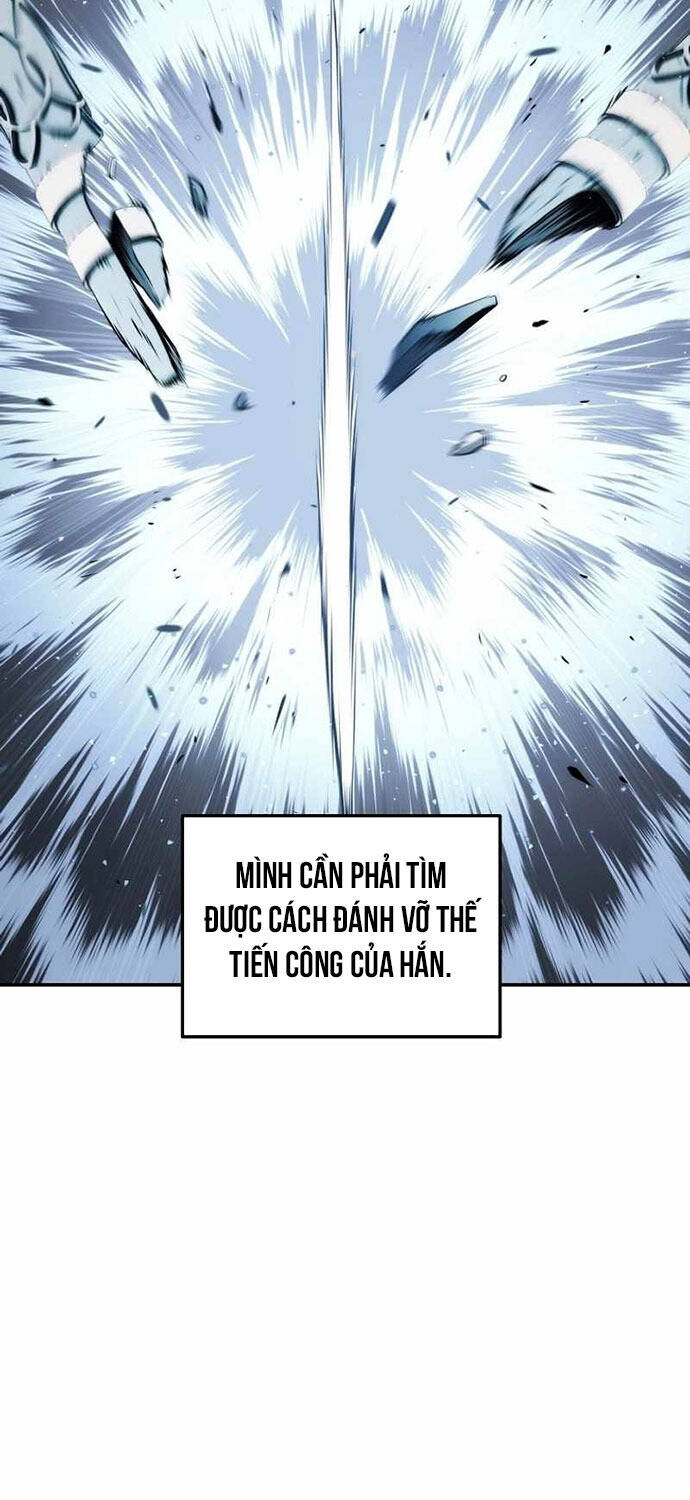 MÌNH CẦN PHẢI TÌM
ĐƯỢC CÁCH ĐÁNH VỠ THẾ
TIẾN CÔNG CỦA HẮN.